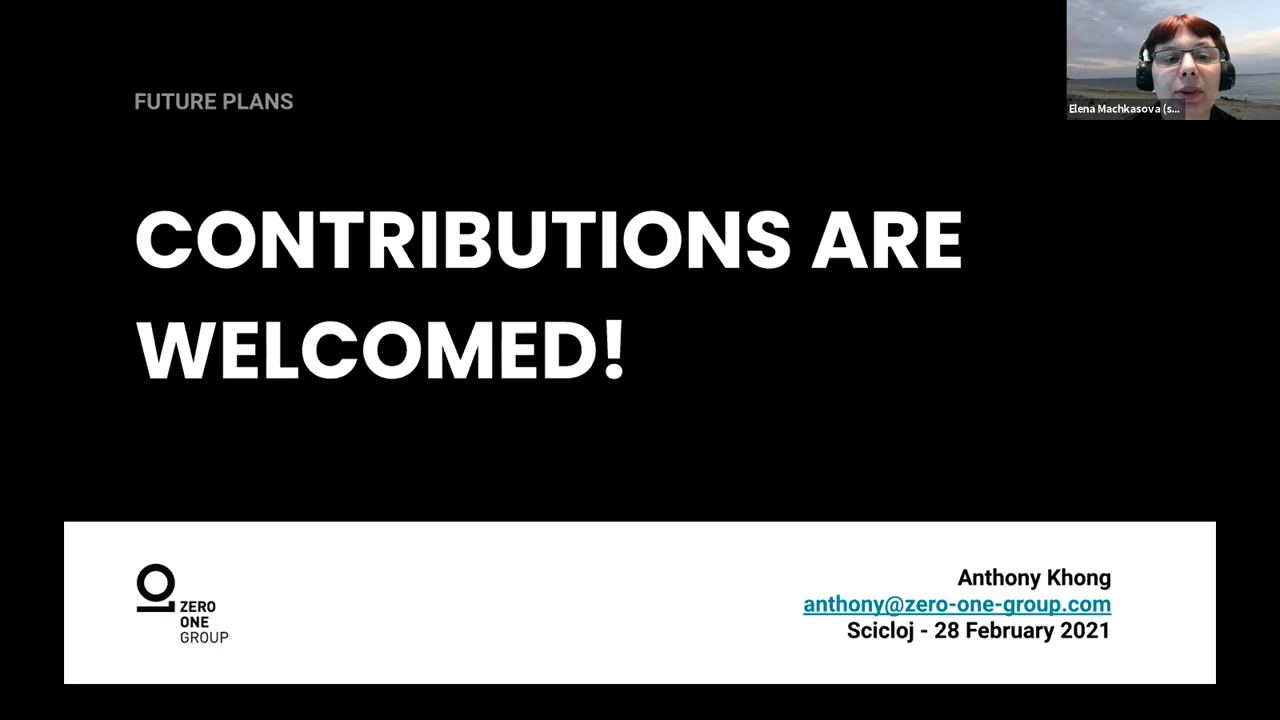 FUTURE PLANS
Elena Machkasova (s...
CONTRIBUTIONS ARE
WELCOMED!
ZERO
ONE
GROUP
Anthony Khong
anthony@zero-one-group.com
Scicloj - 28 February 2021